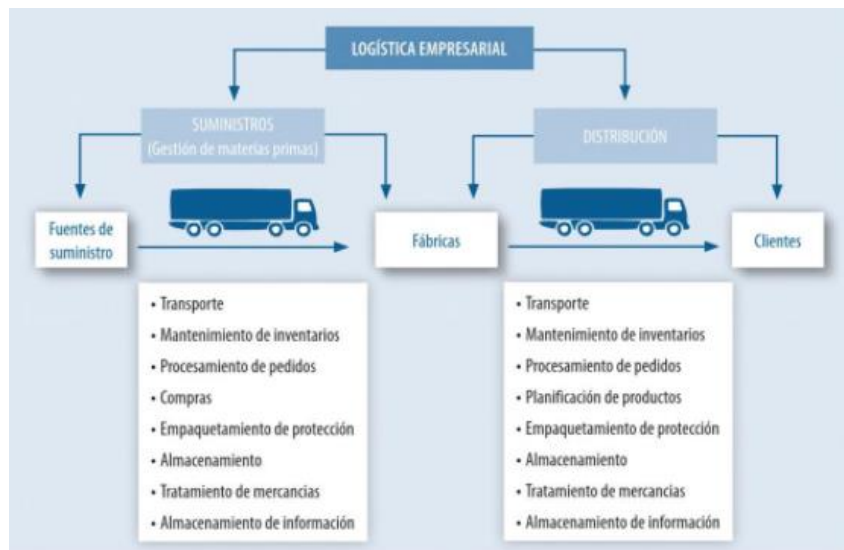 LOGÍSTICA EMPRESARIAL
SUMINISTROS
(Gestión de materias primas)
DISTRIBUCIÓN
Fuentes de
suministro
Fábricas
Clientes
• Transporte
• Mantenimiento de inventarios
• Procesamiento de pedidos
• Compras
• Empaquetamiento de protección
• Almacenamiento
• Tratamiento de mercancias
• Almacenamiento de información
• Transporte
• Mantenimiento de inventarios
• Procesamiento de pedidos
• Planificación de productos
• Empaquetamiento de protección
• Almacenamiento
• Tratamiento de mercancias
• Almacenamiento de información